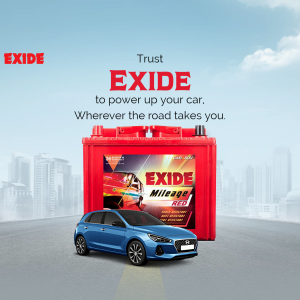 EXIDE
Trust
EXIDE
to power up your car,
Wherever the road takes you.
EXIDE
Mileage
RED